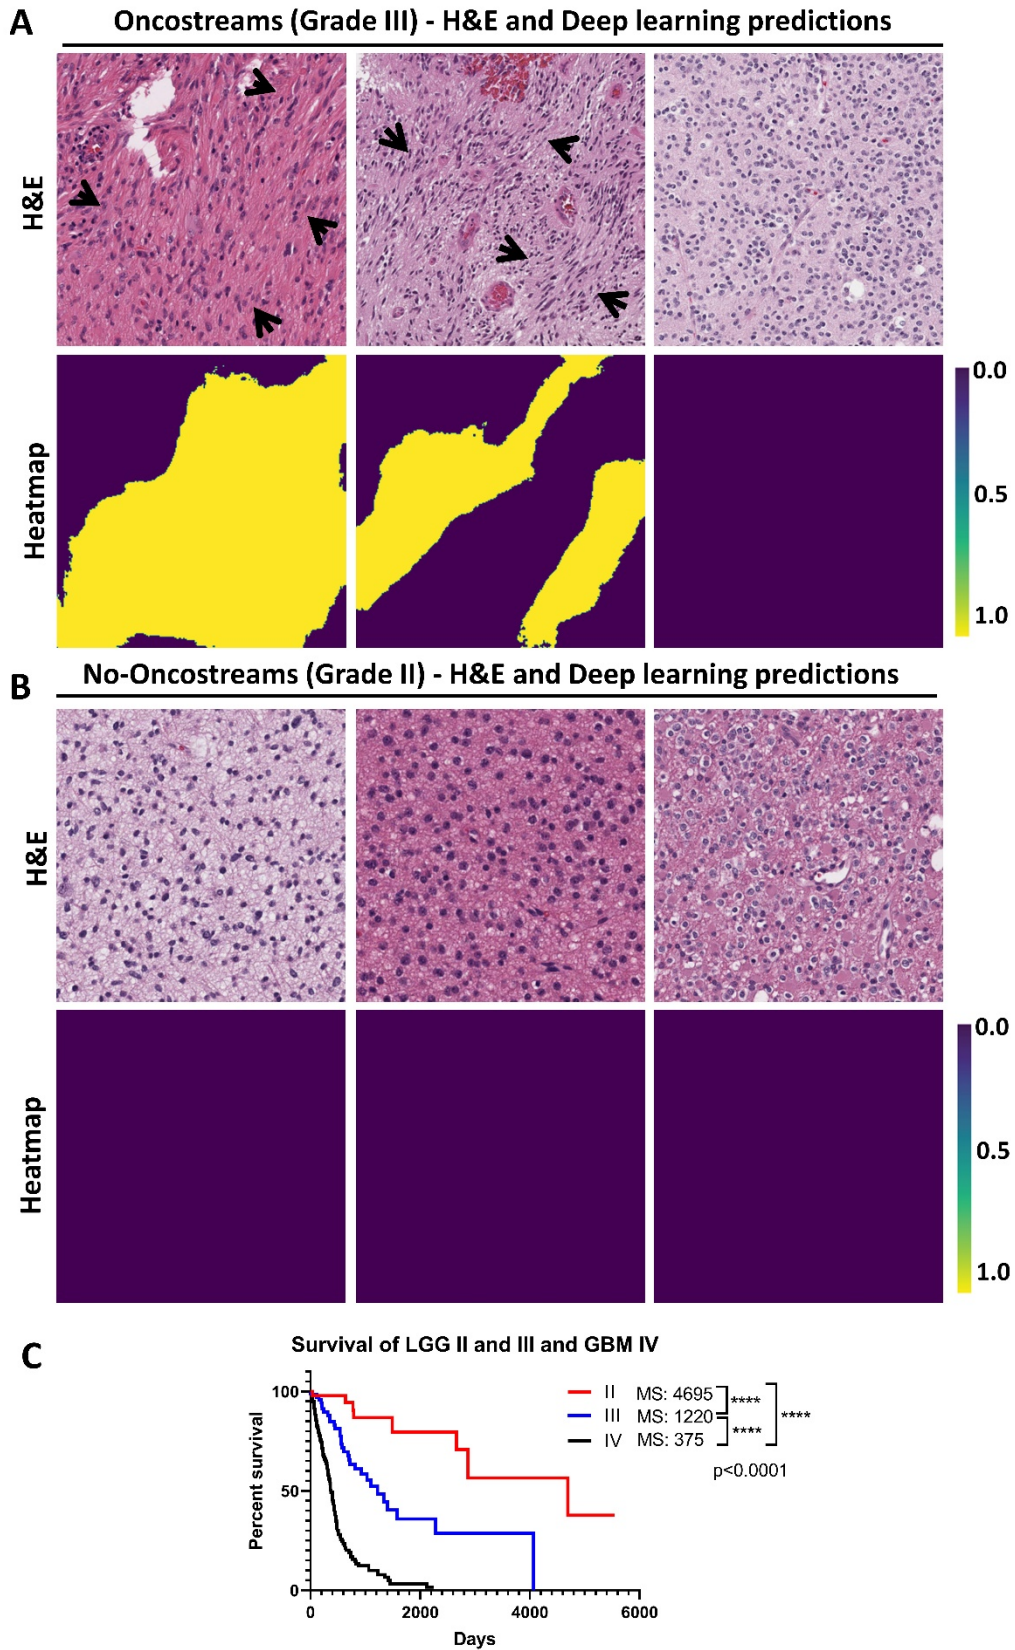 A
Oncostreams (Grade III) - H&E and Deep learning predictions
H&E
Heatmap
0.0
0.5
1.0
B
No-Oncostreams (Grade II) - H&E and Deep learning predictions
H&E
Heatmap
0.0
0.5
1.0
C
Survival of LGG II and III and GBM IV
Percent survival
100
50
0
0 2000 4000 6000
Days
II MS: 4695
III MS: 1220
IV MS: 375
****
****
****
p<0.0001